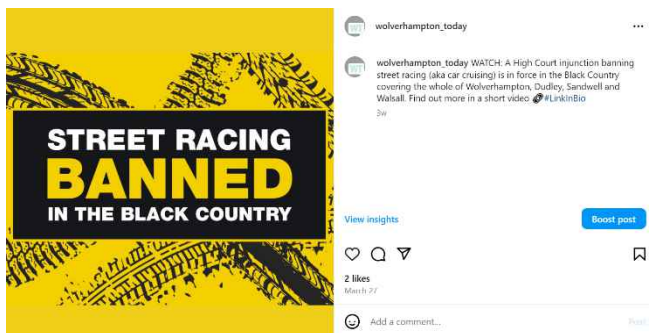 STREET RACING
BANNED
IN THE BLACK COUNTRY
WT wolverhampton_today
WT wolverhampton_today WATCH: A High Court injunction banning
street racing (aka car cruising) is in force in the Black Country
covering the whole of Wolverhampton, Dudley, Sandwell and
Walsall. Find out more in a short video 🔗#LinkInBio
3w
View insights
Boost post
2 likes
March 27
Add a comment...
Post